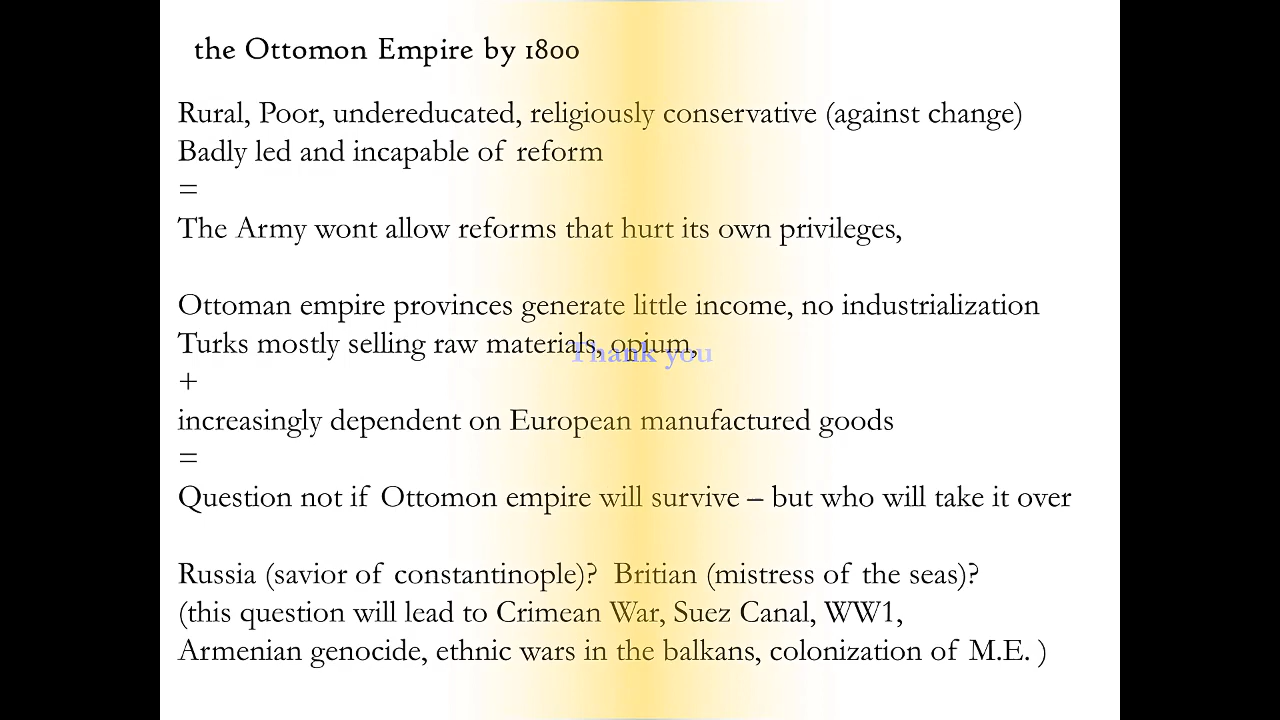 the Ottomon Empire by 1800
Rural, Poor, undereducated, religiously conservative (against change)
Badly led and incapable of reform
=
The Army wont allow reforms that hurt its own privileges,
Ottoman empire provinces generate little income, no industrialization
Turks mostly selling raw materials, opium,
Thank you
+
increasingly dependent on European manufactured goods
=
Question not if Ottomon empire will survive – but who will take it over
Russia (savior of constantinople)? Britian (mistress of the seas)?
(this question will lead to Crimean War, Suez Canal, WW1,
Armenian genocide, ethnic wars in the balkans, colonization of M.E. )